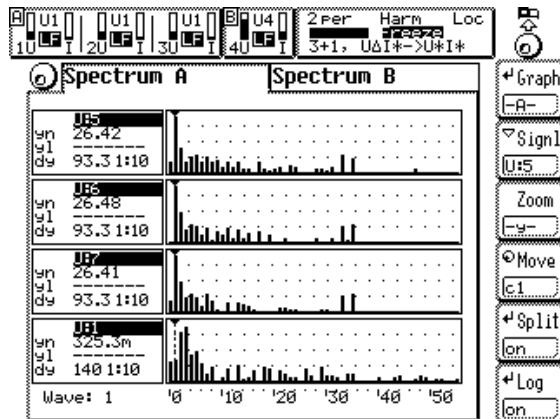 A U1 U1 U1 B U4 2per Harm Loc
LF LF LF LF Freeze
1U I 2U I 3U I 4U I 3+1, U∆I*->U*I*
Spectrum A Spectrum B
Graph
-A-
Signl
U:5
Zoom
-y-
Move
c1
Split
on
Log
on
U:5
yn 26.42
yl -------
dy 93.3 1:10
U:6
yn 26.48
yl -------
dy 93.3 1:10
U:7
yn 26.41
yl -------
dy 93.3 1:10
U:1
yn 325.3m
yl -------
dy 140 1:10
Wave: 1 '0 '10 '20 '30 '40 '50